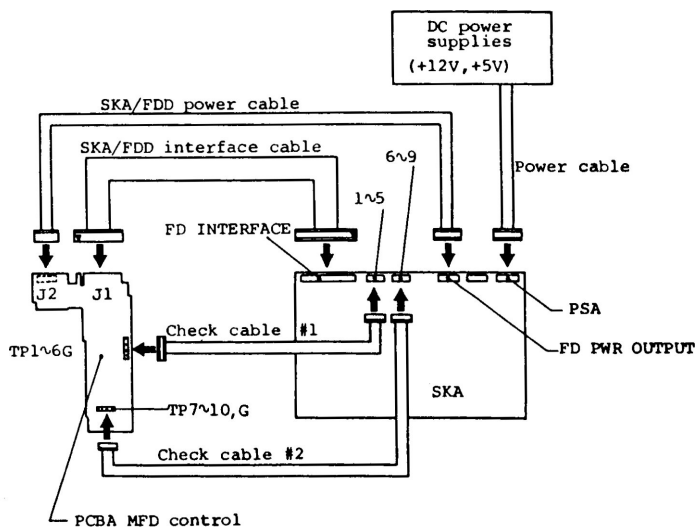 DC power
supplies
(+12V,+5V)
SKA/FDD power cable
SKA/FDD interface cable
6~9
Power cable
1~5
FD INTERFACE
J2
J1
PSA
Check cable #1
TP1~6G
FD PWR OUTPUT
SKA
TP7~10,G
Check cable #2
PCBA MFD control